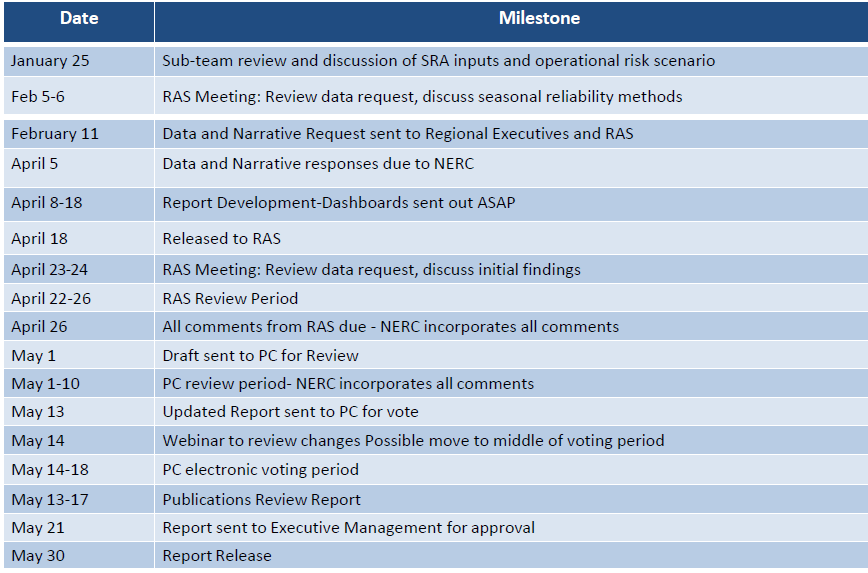 Date Milestone
January 25 Sub-team review and discussion of SRA inputs and operational risk scenario
Feb 5-6 RAS Meeting: Review data request, discuss seasonal reliability methods
February 11 Data and Narrative Request sent to Regional Executives and RAS
April 5 Data and Narrative responses due to NERC
April 8-18 Report Development-Dashboards sent out ASAP
April 18 Released to RAS
April 23-24 RAS Meeting: Review data request, discuss initial findings
April 22-26 RAS Review Period
April 26 All comments from RAS due - NERC incorporates all comments
May 1 Draft sent to PC for Review
May 1-10 PC review period- NERC incorporates all comments
May 13 Updated Report sent to PC for vote
May 14 Webinar to review changes Possible move to middle of voting period
May 14-18 PC electronic voting period
May 13-17 Publications Review Report
May 21 Report sent to Executive Management for approval
May 30 Report Release